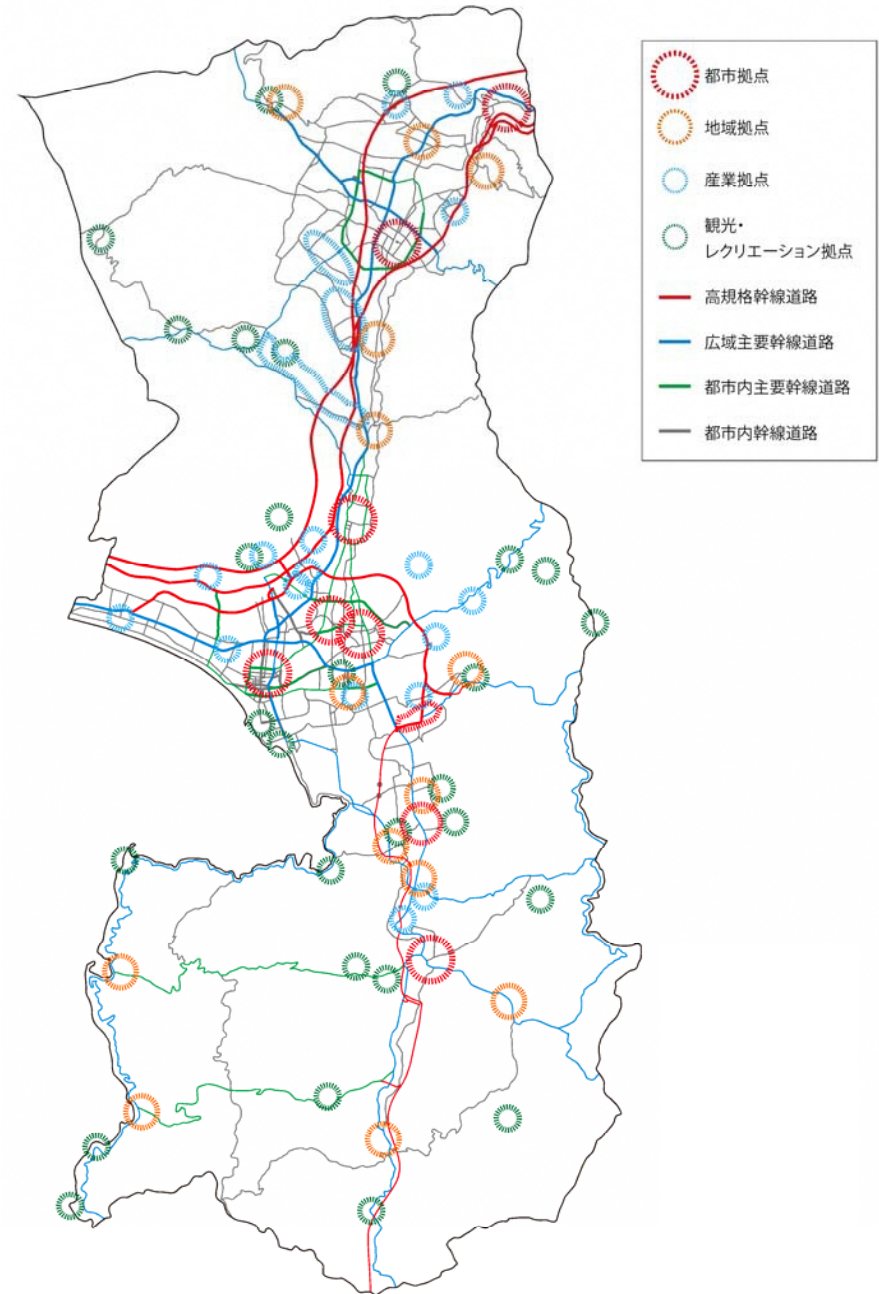 都市拠点
地域拠点
産業拠点
観光・
レクリエーション拠点
高規格幹線道路
広域主要幹線道路
都市内主要幹線道路
都市内幹線道路